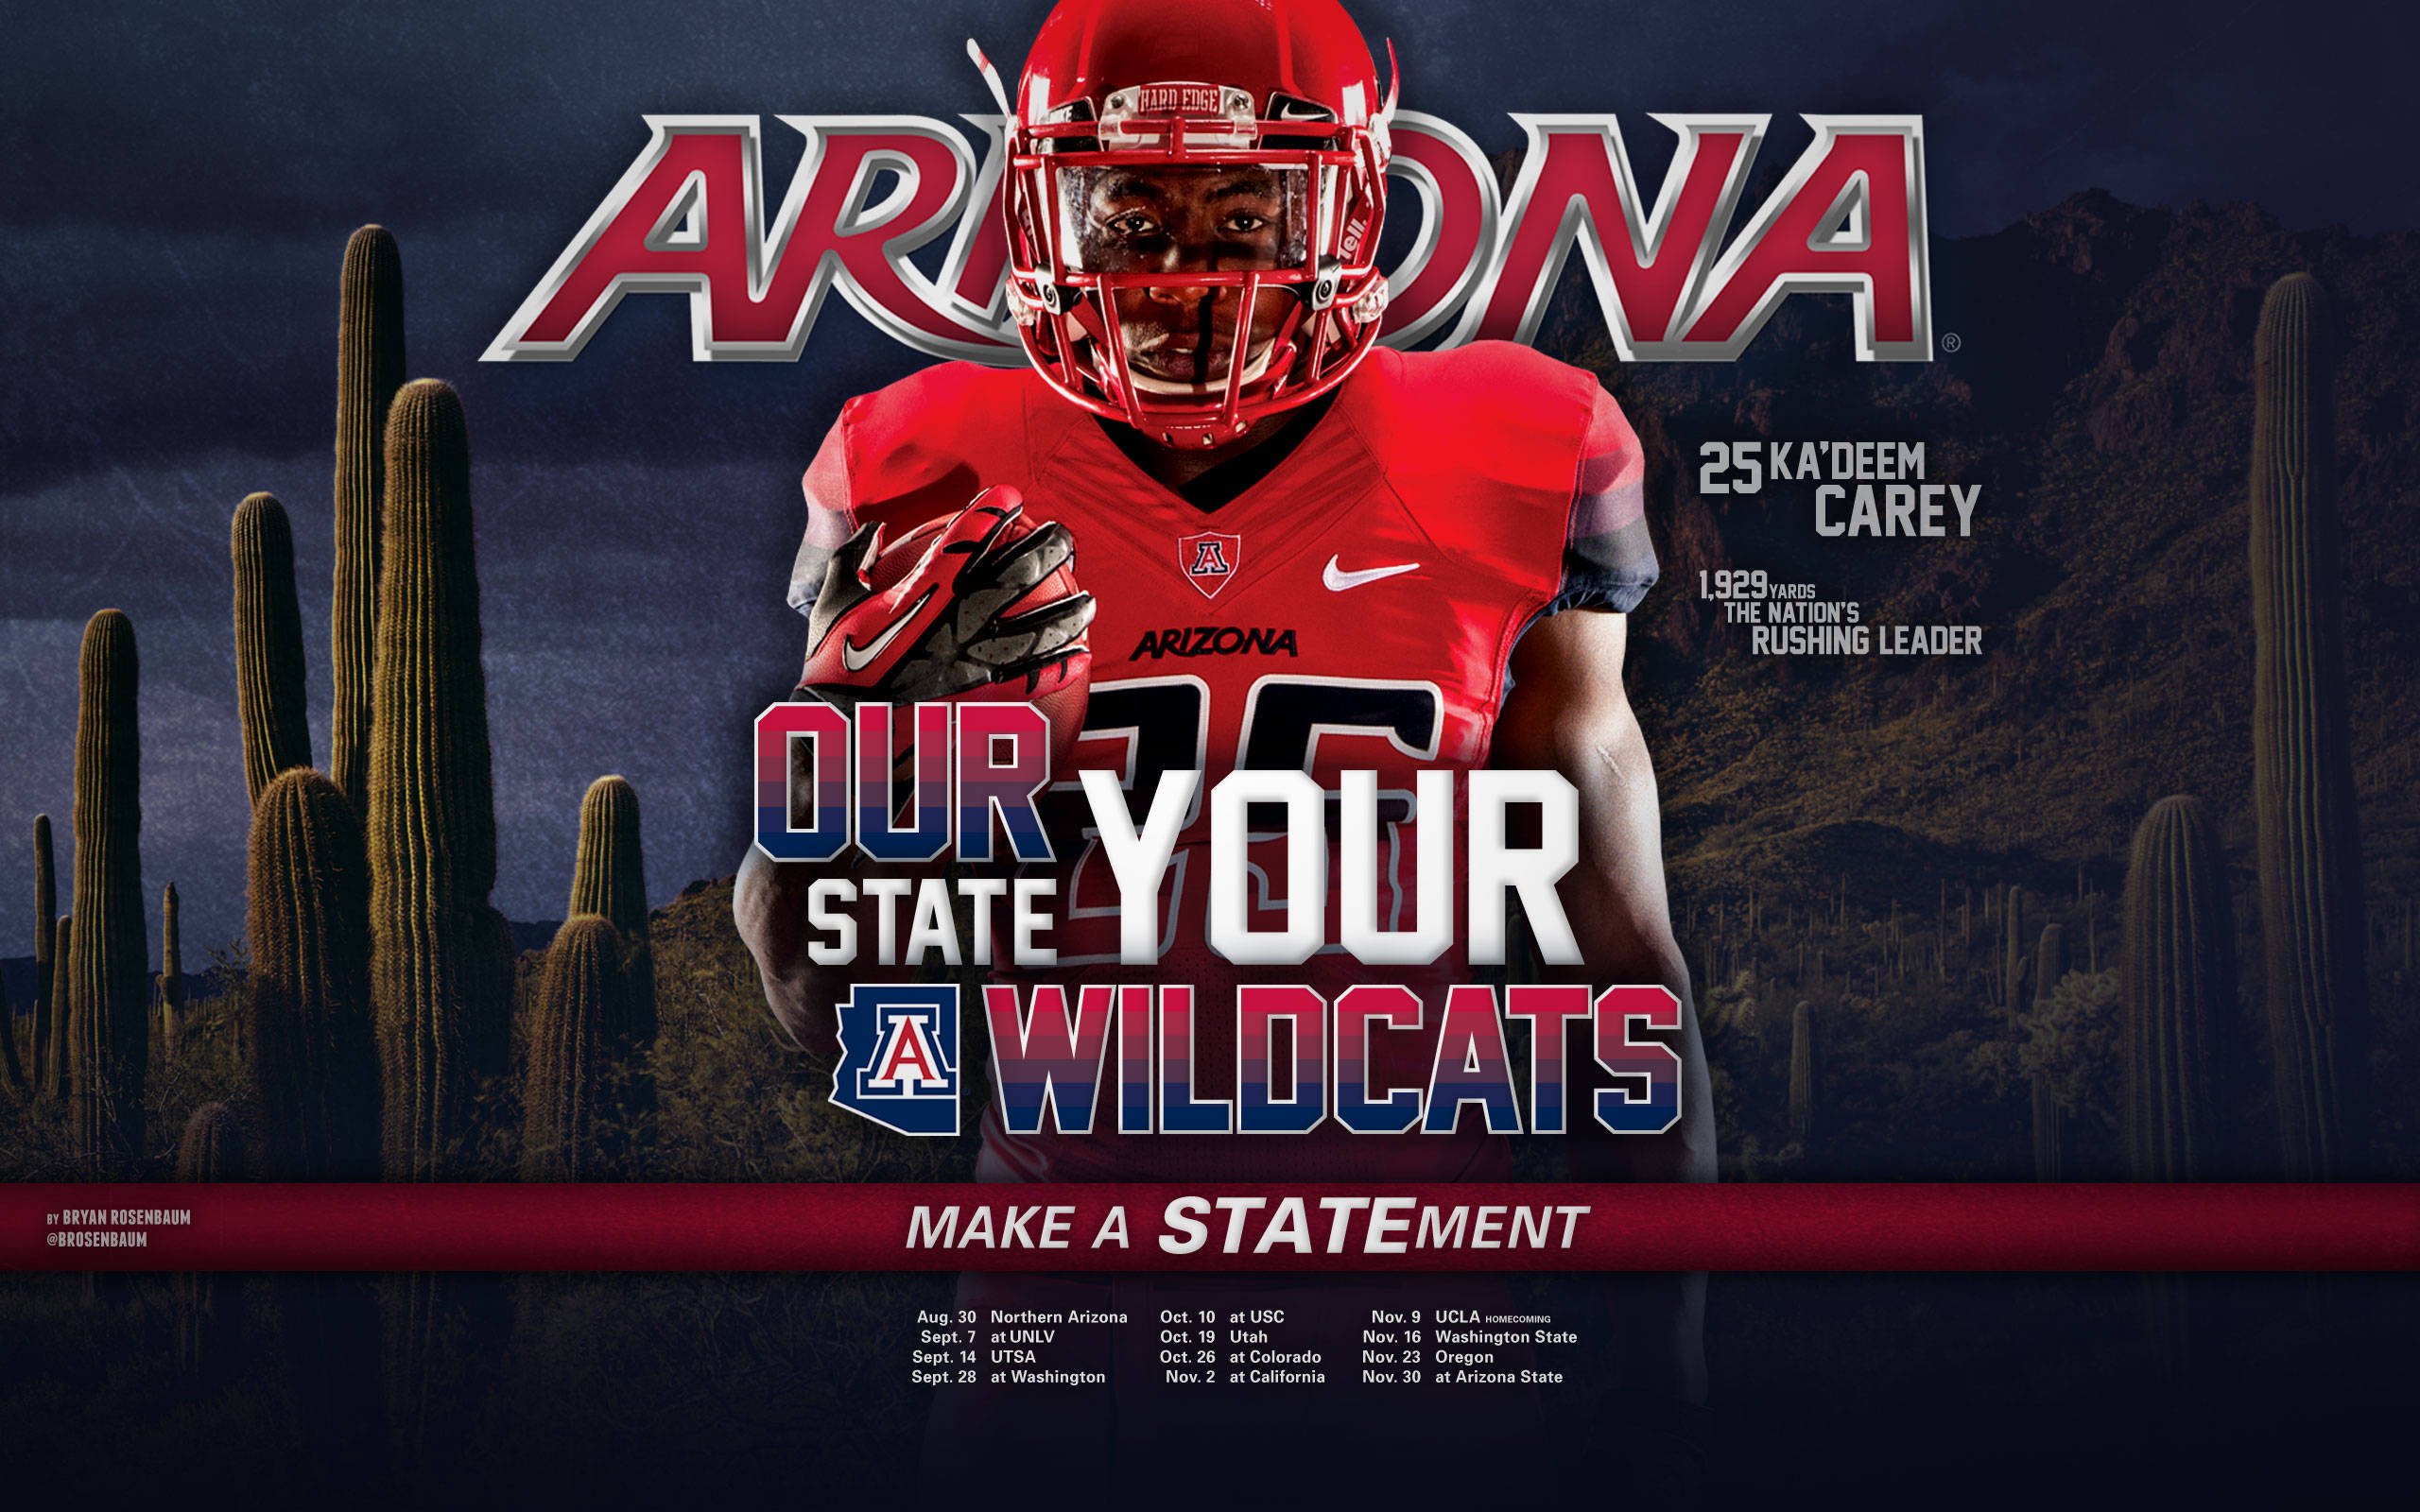 HARD EDGE
ARIZONA ®
25 KA'DEEM
CAREY
1,929 YARDS
THE NATION'S
RUSHING LEADER
A
ARIZONA
25
OUR
STATE
YOUR
A WILDCATS
MAKE A STATEMENT
BY BRYAN ROSENBAUM
@BROSENBAUM
Aug. 30 Northern Arizona
Sept. 7 at UNLV
Sept. 14 UTSA
Sept. 28 at Washington
Oct. 10 at USC
Oct. 19 Utah
Oct. 26 at Colorado
Nov. 2 at California
Nov. 9 UCLA HOMECOMING
Nov. 16 Washington State
Nov. 23 Oregon
Nov. 30 at Arizona State